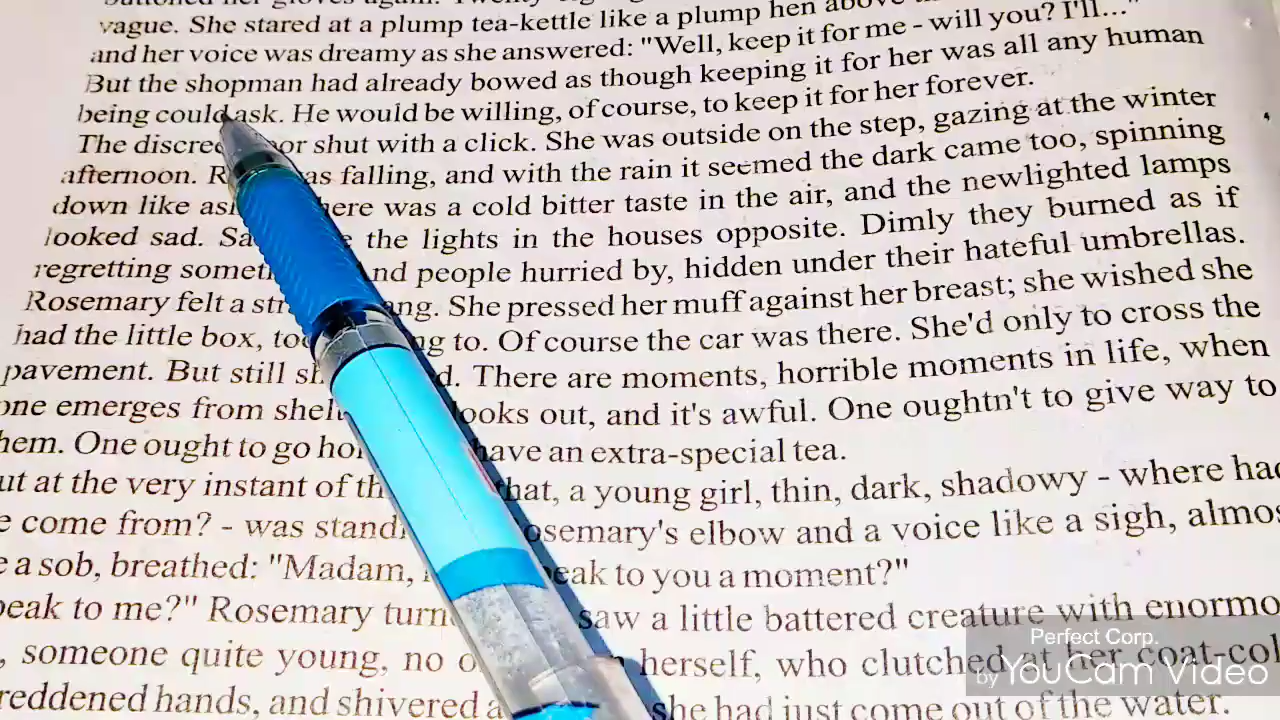 vague. She stared at a plump tea-kettle like a plump hen above
and her voice was dreamy as she answered: "Well, keep it for me - will you? I'll..."
But the shopman had already bowed as though keeping it for her was all any human
being could ask. He would be willing, of course, to keep it for her forever.
The discree or shut with a click. She was outside on the step, gazing at the winter
afternoon. R as falling, and with the rain it seemed the dark came too, spinning
down like as here was a cold bitter taste in the air, and the newlighted lamps
looked sad. Sa the lights in the houses opposite. Dimly they burned as if
regretting somet nd people hurried by, hidden under their hateful umbrellas.
Rosemary felt a str ang. She pressed her muff against her breast; she wished she
had the little box, too ng to. Of course the car was there. She'd only to cross the
pavement. But still sh d. There are moments, horrible moments in life, when
one emerges from shel looks out, and it's awful. One oughtn't to give way to
hem. One ought to go ho have an extra-special tea.
ut at the very instant of th that, a young girl, thin, dark, shadowy - where had
e come from? - was stand osemary's elbow and a voice like a sigh, almos
e a sob, breathed: "Madam, eak to you a moment?"
peak to me?" Rosemary turn saw a little battered creature with enormo
, someone quite young, no o herself, who clutched at her coat-col
reddened hands, and shivered a she had just come out of the water.
Perfect Corp.
by YouCam Video